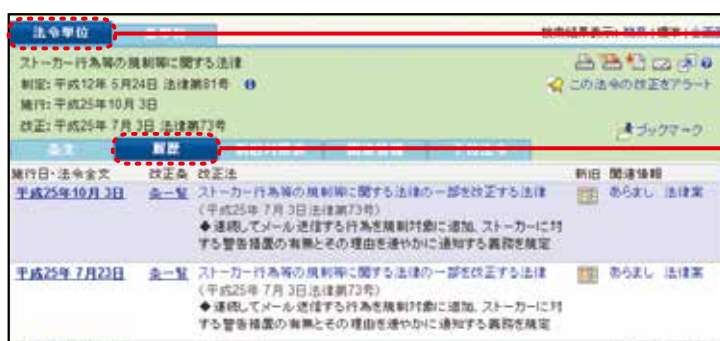 法令単位
検索結果表示: 簡易 | 標準 | 全画面
ストーカー行為等の規制等に関する法律
制定: 平成12年 5月24日 法律第81号
施行: 平成25年10月 3日
この法令の改正をアラート
改正: 平成25年 7月 3日 法律第73号
ブックマーク
条文 履歴
施行日・法令全文 改正条 改正法 新旧 関連情報
平成25年10月 3日 条一覧 ストーカー行為等の規制等に関する法律の一部を改正する法律 あらまし 法律案
(平成25年 7月 3日法律第73号)
◆連続してメール送信する行為を規制対象に追加、ストーカーに対
する警告措置の有無とその理由を速やかに通知する義務を規定
平成25年 7月23日 条一覧 ストーカー行為等の規制等に関する法律の一部を改正する法律 あらまし 法律案
(平成25年 7月 3日法律第73号)
◆連続してメール送信する行為を規制対象に追加、ストーカーに対
する警告措置の有無とその理由を速やかに通知する義務を規定